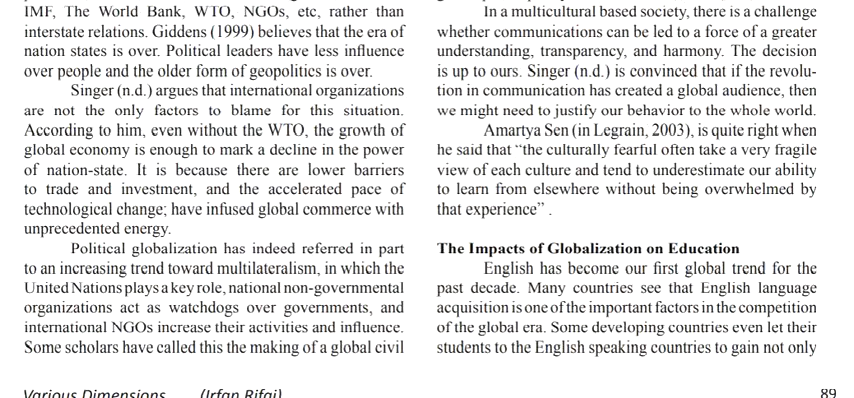 IMF, The World Bank, WTO, NGOs, etc, rather than
interstate relations. Giddens (1999) believes that the era of
nation states is over. Political leaders have less influence
over people and the older form of geopolitics is over.
Singer (n.d.) argues that international organizations
are not the only factors to blame for this situation.
According to him, even without the WTO, the growth of
global economy is enough to mark a decline in the power
of nation-state. It is because there are lower barriers
to trade and investment, and the accelerated pace of
technological change; have infused global commerce with
unprecedented energy.
Political globalization has indeed referred in part
to an increasing trend toward multilateralism, in which the
United Nations plays a key role, national non-governmental
organizations act as watchdogs over governments, and
international NGOs increase their activities and influence.
Some scholars have called this the making of a global civil
In a multicultural based society, there is a challenge
whether communications can be led to a force of a greater
understanding, transparency, and harmony. The decision
is up to ours. Singer (n.d.) is convinced that if the revolu-
tion in communication has created a global audience, then
we might need to justify our behavior to the whole world.
Amartya Sen (in Legrain, 2003), is quite right when
he said that “the culturally fearful often take a very fragile
view of each culture and tend to underestimate our ability
to learn from elsewhere without being overwhelmed by
that experience” .
The Impacts of Globalization on Education
English has become our first global trend for the
past decade. Many countries see that English language
acquisition is one of the important factors in the competition
of the global era. Some developing countries even let their
students to the English speaking countries to gain not only
Various Dimensions (Irfan Rifai)
89